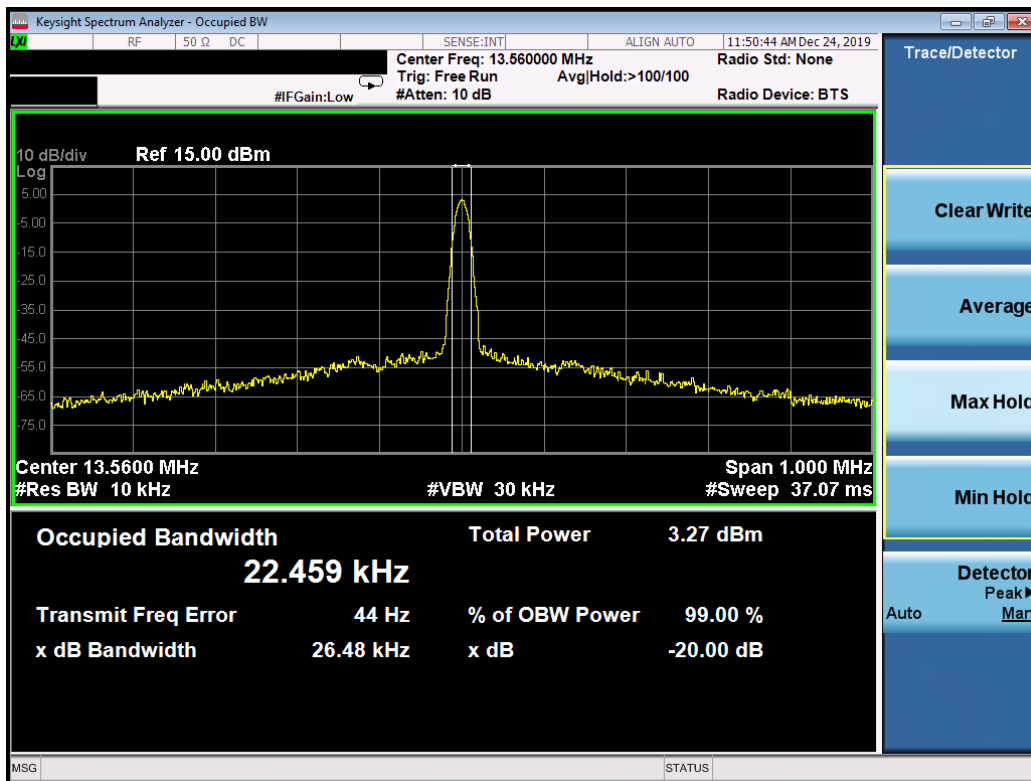 Keysight Spectrum Analyzer - Occupied BW
LXI RF 50 Ω DC SENSE:INT ALIGN AUTO 11:50:44 AM Dec 24, 2019
Center Freq: 13.560000 MHz Radio Std: None
Trig: Free Run Avg|Hold:>100/100
#IFGain:Low #Atten: 10 dB Radio Device: BTS
Trace/Detector
10 dB/div Ref 15.00 dBm
Log
5.00
-5.00
-15.0
-25.0
-35.0
-45.0
-55.0
-65.0
-75.0
Center 13.5600 MHz Span 1.000 MHz
#Res BW 10 kHz #VBW 30 kHz #Sweep 37.07 ms
Occupied Bandwidth Total Power 3.27 dBm
22.459 kHz
Transmit Freq Error 44 Hz % of OBW Power 99.00 %
x dB Bandwidth 26.48 kHz x dB -20.00 dB
Clear Write
Average
Max Hold
Min Hold
Detector
Peak▶
Auto Man
MSG STATUS